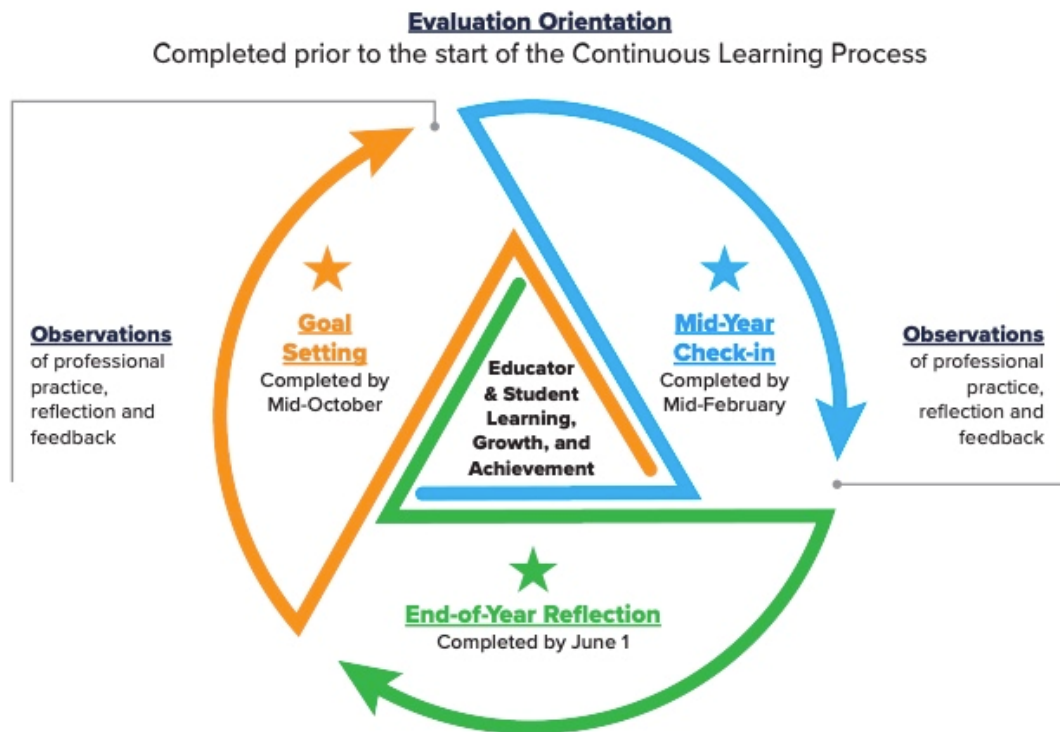 Evaluation Orientation
Completed prior to the start of the Continuous Learning Process
Observations
of professional
practice,
reflection and
feedback
Goal
Setting
Completed by
Mid-October
Educator
& Student
Learning,
Growth, and
Achievement
Mid-Year
Check-in
Completed by
Mid-February
Observations
of professional
practice,
reflection and
feedback
End-of-Year Reflection
Completed by June 1